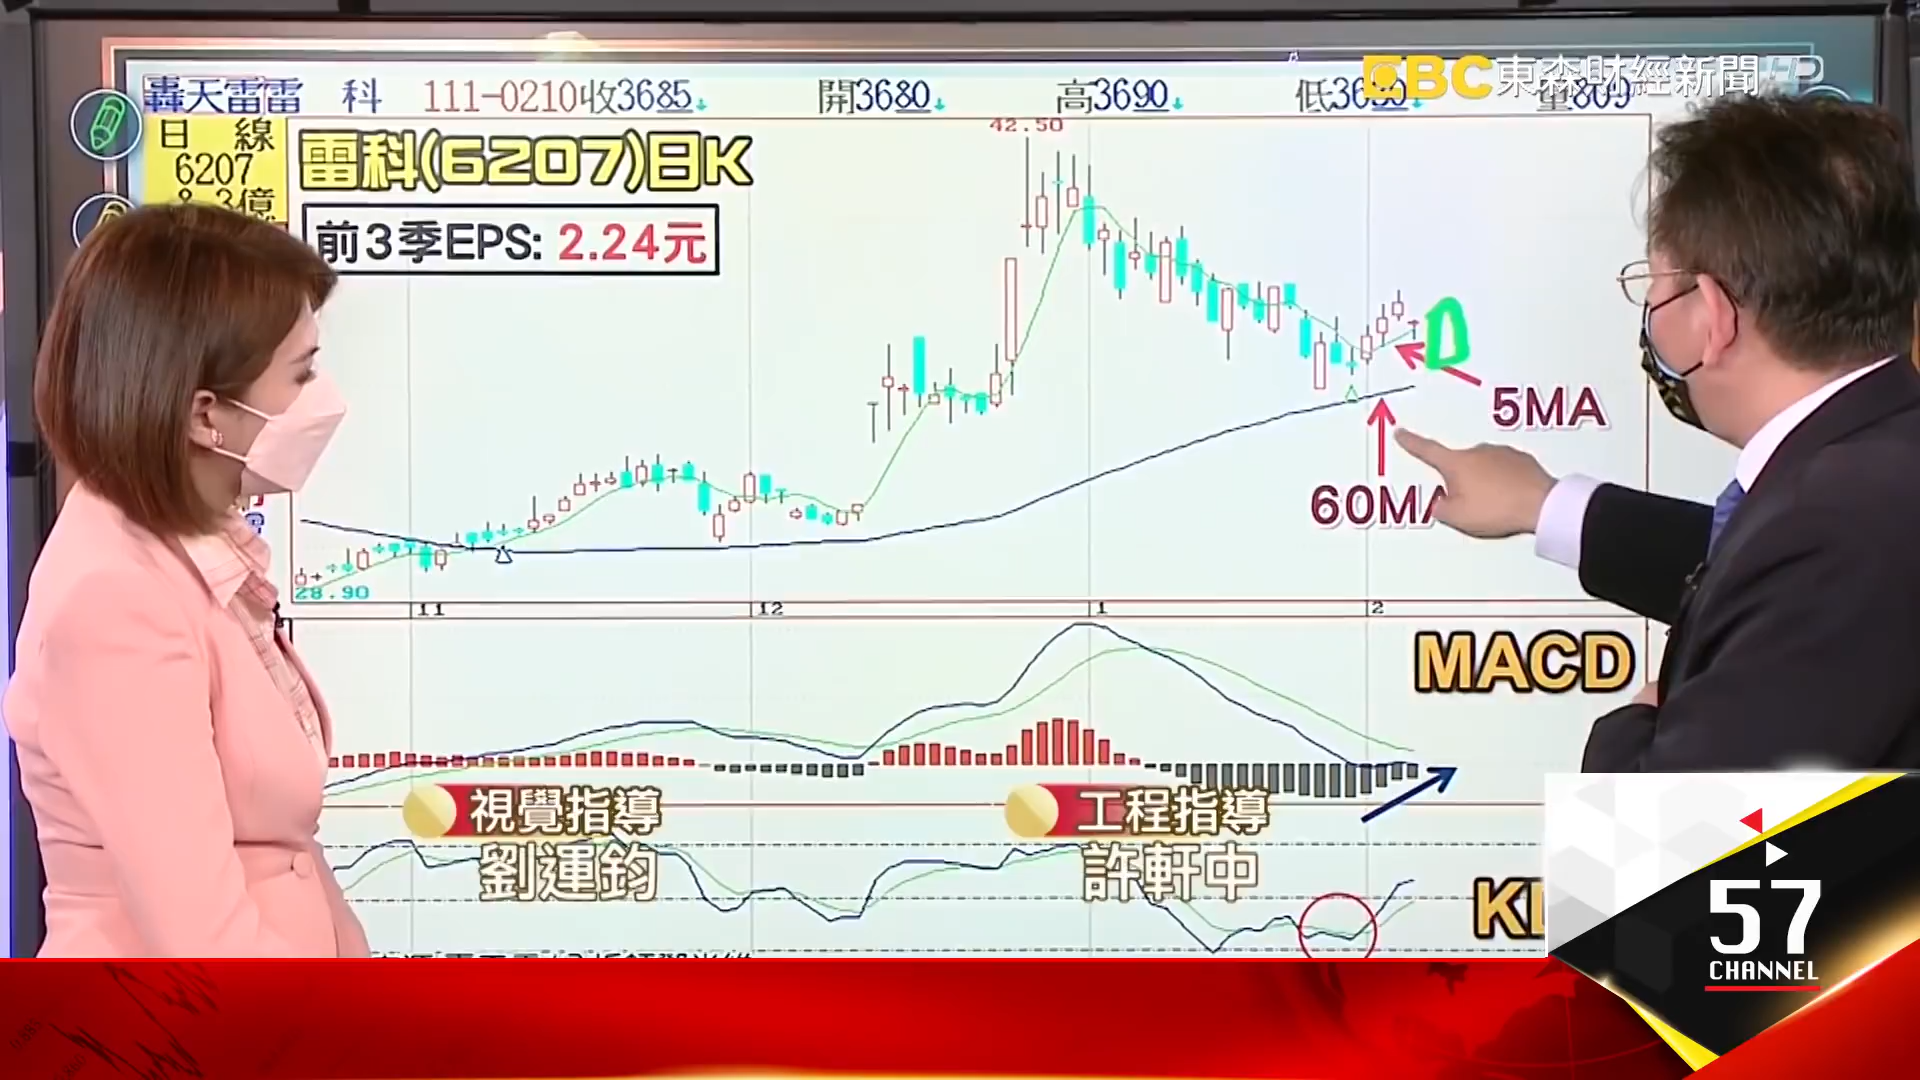 EBC 東森財經新聞
轟天雷雷 科 111-0210收3685 開3680 高3690
日 線
6207
雷科(6207)日K
前3季EPS: 2.24元
42.50
5MA
60MA
28.90
11 12 1 2
MACD
視覺指導
劉運鈞
工程指導
許軒中
57
CHANNEL